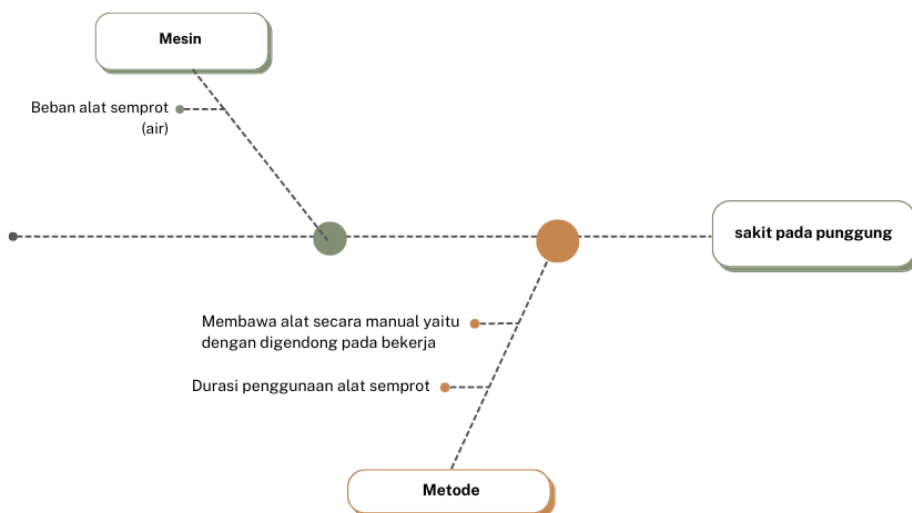 Mesin
Beban alat semprot
(air)
sakit pada punggung
Membawa alat secara manual yaitu
dengan digendong pada bekerja
Durasi penggunaan alat semprot
Metode